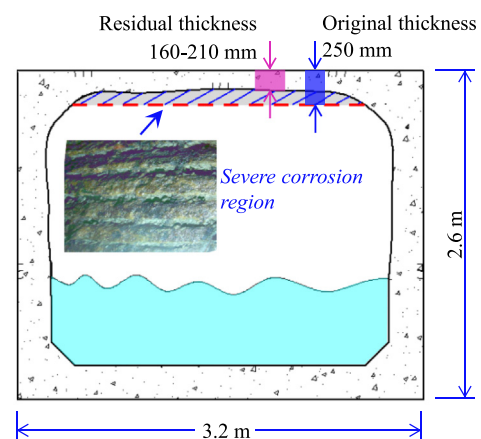 Residual thickness
160-210 mm
Original thickness
250 mm
Severe corrosion
region
2.6 m
3.2 m